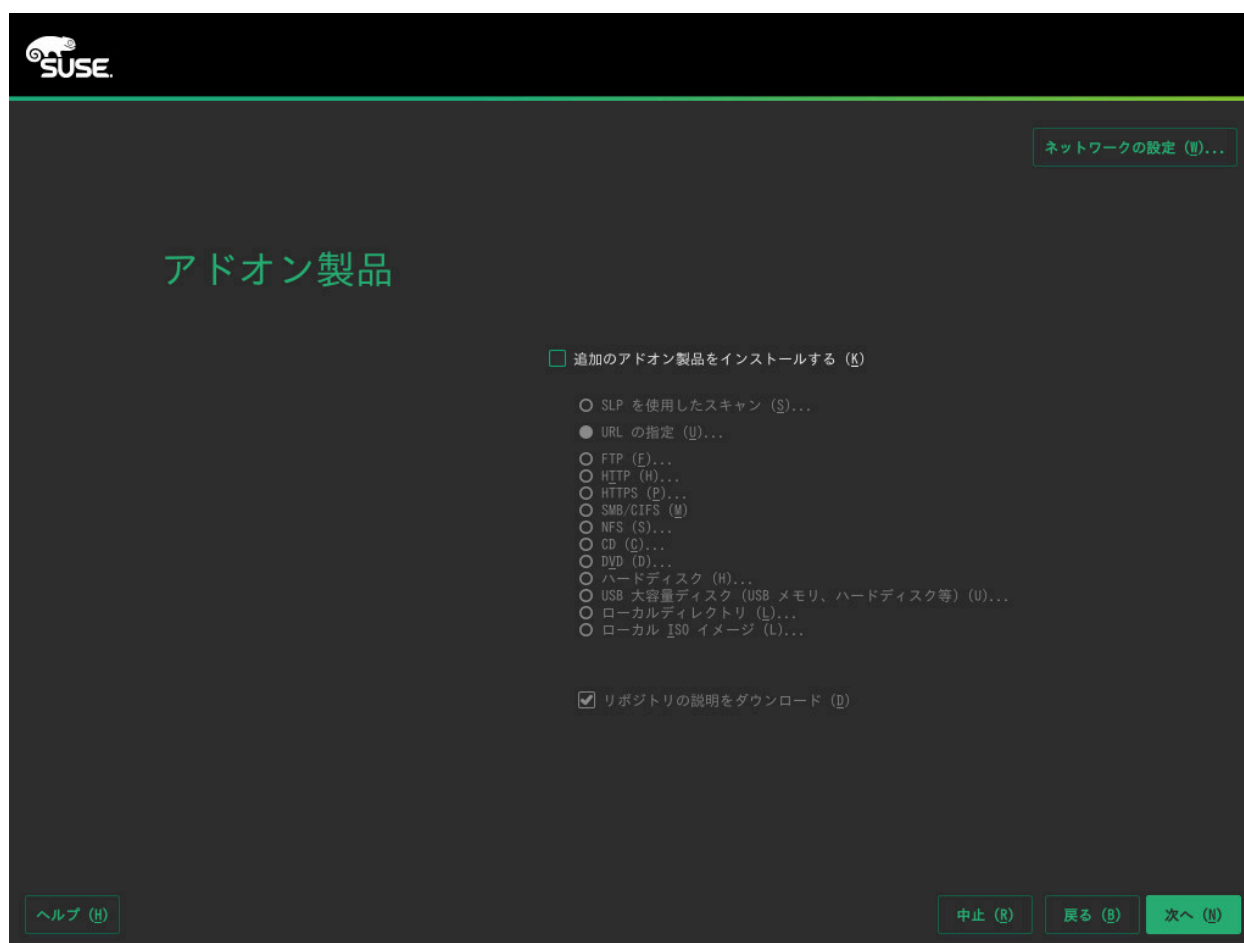 SUSE.
ネットワークの設定 (W)...
アドオン製品
追加のアドオン製品をインストールする (K)
SLP を使用したスキャン (S)...
URL の指定 (U)...
FTP (F)...
HTTP (H)...
HTTPS (P)...
SMB/CIFS (M)
NFS (S)...
CD (C)...
DVD (D)...
ハードディスク (H)...
USB 大容量ディスク (USB メモリ、ハードディスク等) (U)...
ローカルディレクトリ (L)...
ローカル ISO イメージ (L)...
リポジトリの説明をダウンロード (D)
ヘルプ (H) 中止 (R) 戻る (B) 次へ (N)